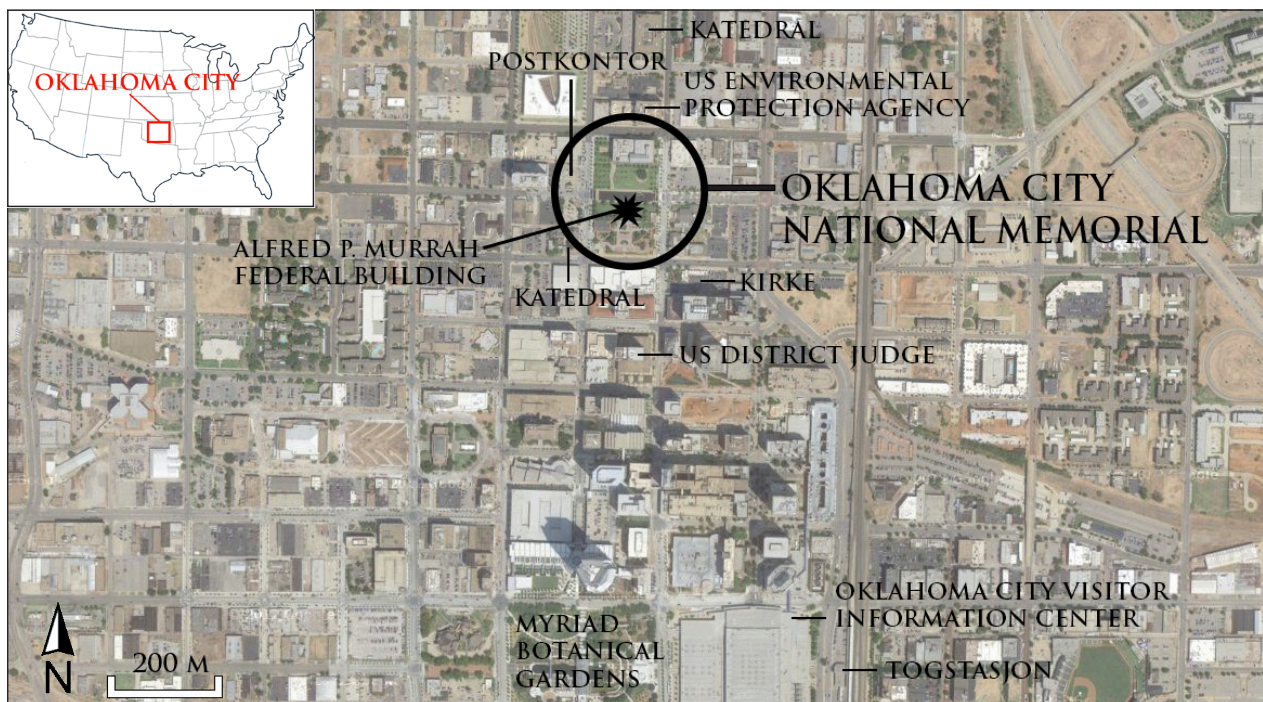 OKLAHOMA CITY
KATEDRAL
POSTKONTOR
US ENVIRONMENTAL
PROTECTION AGENCY
OKLAHOMA CITY
NATIONAL MEMORIAL
ALFRED P. MURRAH
FEDERAL BUILDING
KATEDRAL
KIRKE
US DISTRICT JUDGE
OKLAHOMA CITY VISITOR
INFORMATION CENTER
MYRIAD
BOTANICAL
GARDENS
TOGSTASJON
200 M
N